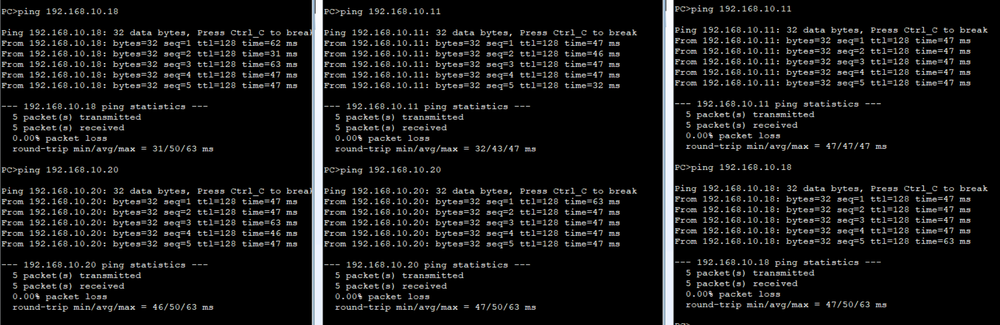 PC>ping 192.168.10.18
Ping 192.168.10.18: 32 data bytes, Press Ctrl_C to break
From 192.168.10.18: bytes=32 seq=1 ttl=128 time=62 ms
From 192.168.10.18: bytes=32 seq=2 ttl=128 time=31 ms
From 192.168.10.18: bytes=32 seq=3 ttl=128 time=63 ms
From 192.168.10.18: bytes=32 seq=4 ttl=128 time=47 ms
From 192.168.10.18: bytes=32 seq=5 ttl=128 time=47 ms
--- 192.168.10.18 ping statistics ---
5 packet(s) transmitted
5 packet(s) received
0.00% packet loss
round-trip min/avg/max = 31/50/63 ms
PC>ping 192.168.10.20
Ping 192.168.10.20: 32 data bytes, Press Ctrl_C to break
From 192.168.10.20: bytes=32 seq=1 ttl=128 time=47 ms
From 192.168.10.20: bytes=32 seq=2 ttl=128 time=47 ms
From 192.168.10.20: bytes=32 seq=3 ttl=128 time=63 ms
From 192.168.10.20: bytes=32 seq=4 ttl=128 time=46 ms
From 192.168.10.20: bytes=32 seq=5 ttl=128 time=47 ms
--- 192.168.10.20 ping statistics ---
5 packet(s) transmitted
5 packet(s) received
0.00% packet loss
round-trip min/avg/max = 46/50/63 ms
PC>ping 192.168.10.11
Ping 192.168.10.11: 32 data bytes, Press Ctrl_C to break
From 192.168.10.11: bytes=32 seq=1 ttl=128 time=47 ms
From 192.168.10.11: bytes=32 seq=2 ttl=128 time=46 ms
From 192.168.10.11: bytes=32 seq=3 ttl=128 time=47 ms
From 192.168.10.11: bytes=32 seq=4 ttl=128 time=47 ms
From 192.168.10.11: bytes=32 seq=5 ttl=128 time=32 ms
--- 192.168.10.11 ping statistics ---
5 packet(s) transmitted
5 packet(s) received
0.00% packet loss
round-trip min/avg/max = 32/43/47 ms
PC>ping 192.168.10.20
Ping 192.168.10.20: 32 data bytes, Press Ctrl_C to break
From 192.168.10.20: bytes=32 seq=1 ttl=128 time=63 ms
From 192.168.10.20: bytes=32 seq=2 ttl=128 time=47 ms
From 192.168.10.20: bytes=32 seq=3 ttl=128 time=47 ms
From 192.168.10.20: bytes=32 seq=4 ttl=128 time=47 ms
From 192.168.10.20: bytes=32 seq=5 ttl=128 time=47 ms
--- 192.168.10.20 ping statistics ---
5 packet(s) transmitted
5 packet(s) received
0.00% packet loss
round-trip min/avg/max = 47/50/63 ms
PC>ping 192.168.10.11
Ping 192.168.10.11: 32 data bytes, Press Ctrl_C to break
From 192.168.10.11: bytes=32 seq=1 ttl=128 time=47 ms
From 192.168.10.11: bytes=32 seq=2 ttl=128 time=47 ms
From 192.168.10.11: bytes=32 seq=3 ttl=128 time=47 ms
From 192.168.10.11: bytes=32 seq=4 ttl=128 time=47 ms
From 192.168.10.11: bytes=32 seq=5 ttl=128 time=47 ms
--- 192.168.10.11 ping statistics ---
5 packet(s) transmitted
5 packet(s) received
0.00% packet loss
round-trip min/avg/max = 47/47/47 ms
PC>ping 192.168.10.18
Ping 192.168.10.18: 32 data bytes, Press Ctrl_C to break
From 192.168.10.18: bytes=32 seq=1 ttl=128 time=47 ms
From 192.168.10.18: bytes=32 seq=2 ttl=128 time=47 ms
From 192.168.10.18: bytes=32 seq=3 ttl=128 time=47 ms
From 192.168.10.18: bytes=32 seq=4 ttl=128 time=47 ms
From 192.168.10.18: bytes=32 seq=5 ttl=128 time=63 ms
--- 192.168.10.18 ping statistics ---
5 packet(s) transmitted
5 packet(s) received
0.00% packet loss
round-trip min/avg/max = 47/50/63 ms